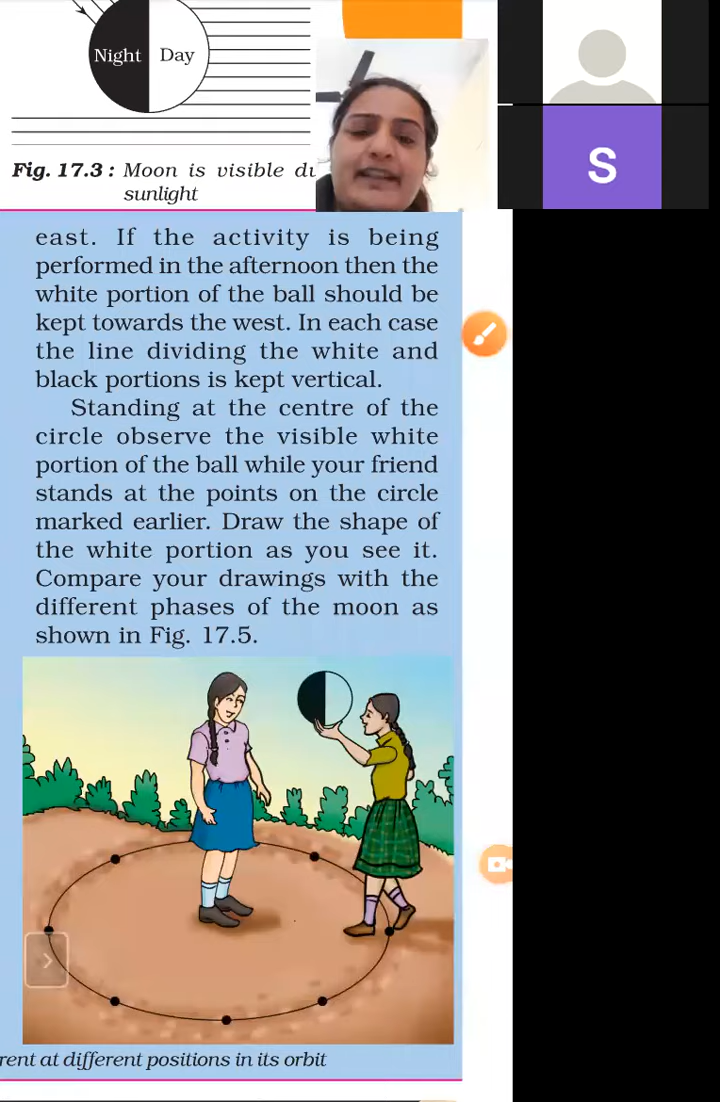 Night Day
Fig. 17.3 : Moon is visible du
sunlight
S
east. If the activity is being
performed in the afternoon then the
white portion of the ball should be
kept towards the west. In each case
the line dividing the white and
black portions is kept vertical.
Standing at the centre of the
circle observe the visible white
portion of the ball while your friend
stands at the points on the circle
marked earlier. Draw the shape of
the white portion as you see it.
Compare your drawings with the
different phases of the moon as
shown in Fig. 17.5.
rent at different positions in its orbit